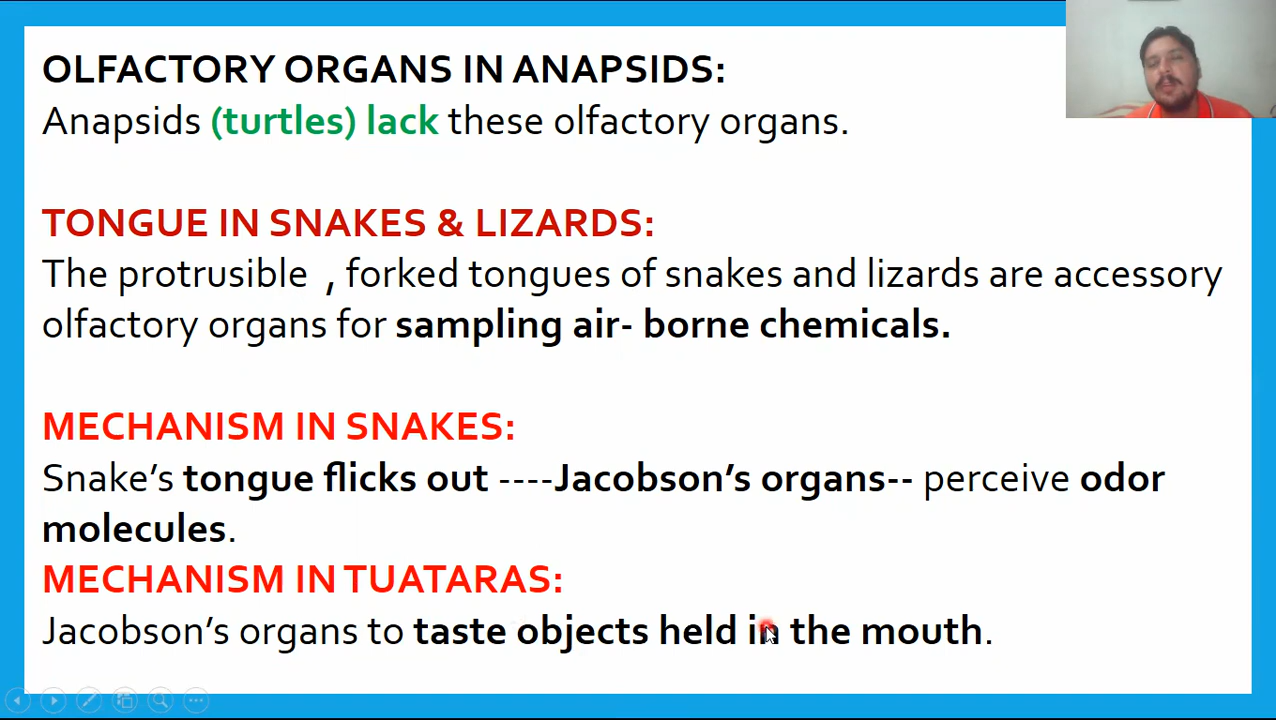 OLFACTORY ORGANS IN ANAPSIDS:
Anapsids (turtles) lack these olfactory organs.
TONGUE IN SNAKES & LIZARDS:
The protrusible , forked tongues of snakes and lizards are accessory
olfactory organs for sampling air- borne chemicals.
MECHANISM IN SNAKES:
Snake's tongue flicks out ----Jacobson's organs-- perceive odor
molecules.
MECHANISM IN TUATARAS:
Jacobson's organs to taste objects held in the mouth.